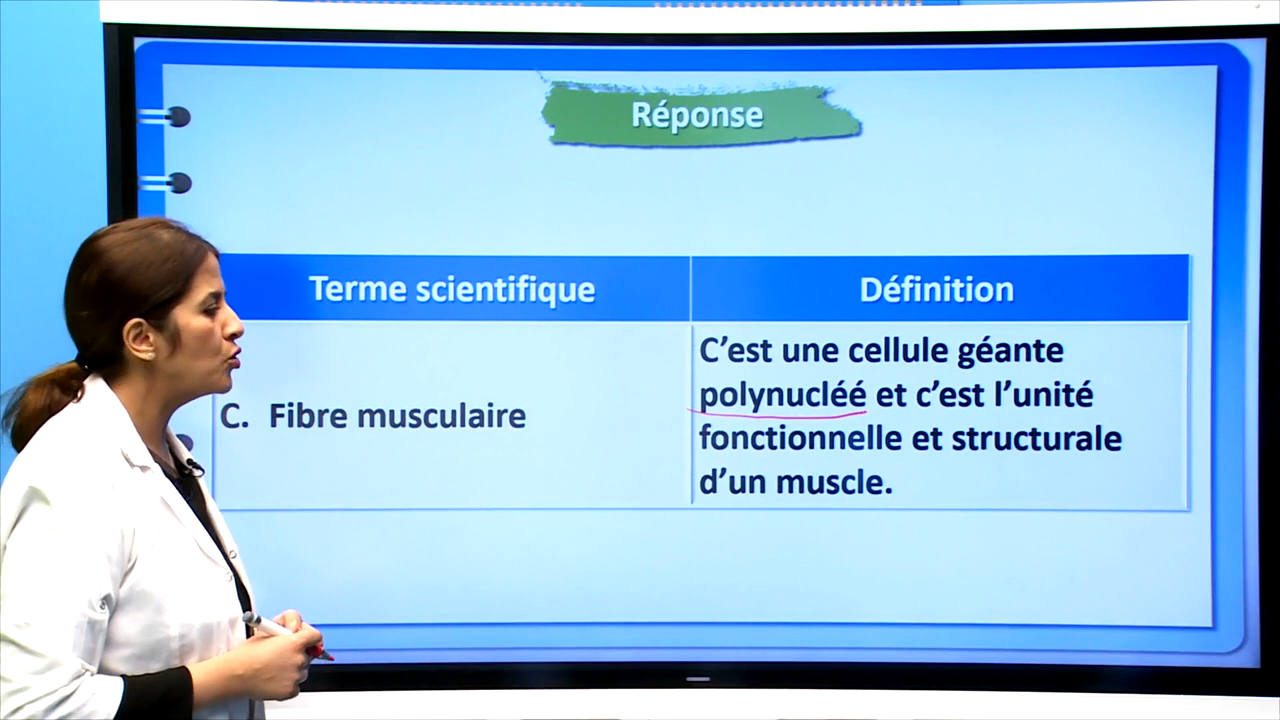 Réponse
Terme scientifique
Définition
C. Fibre musculaire
C’est une cellule géante
polynucléé et c’est l’unité
fonctionnelle et structurale
d’un muscle.